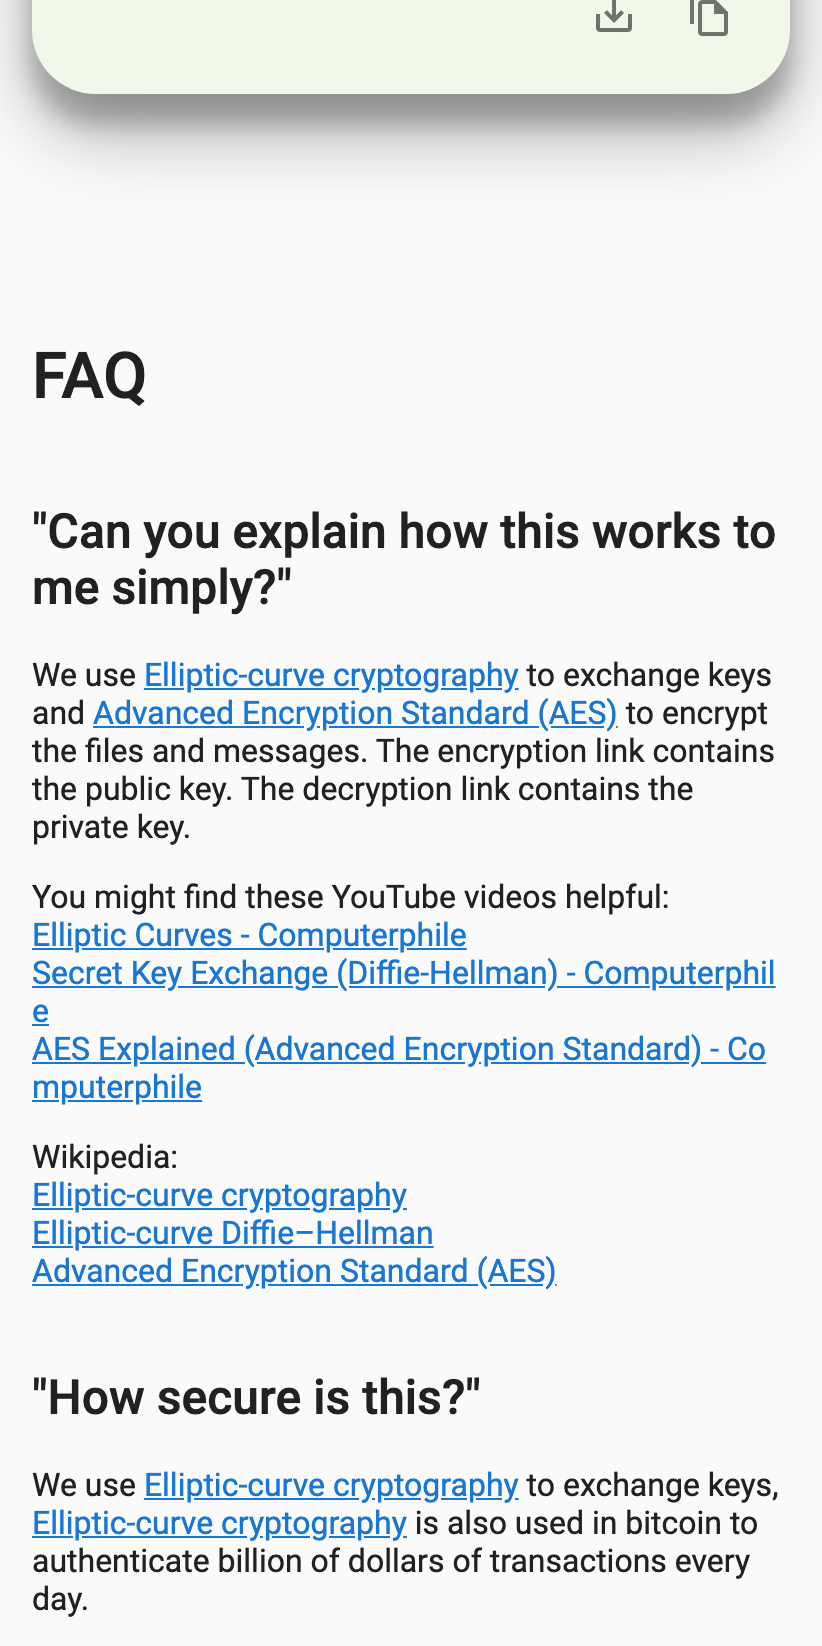 FAQ
"Can you explain how this works to
me simply?"
We use Elliptic-curve cryptography to exchange keys
and Advanced Encryption Standard (AES) to encrypt
the files and messages. The encryption link contains
the public key. The decryption link contains the
private key.
You might find these YouTube videos helpful:
Elliptic Curves - Computerphile
Secret Key Exchange (Diffie-Hellman) - Computerphil
e
AES Explained (Advanced Encryption Standard) - Co
mputerphile
Wikipedia:
Elliptic-curve cryptography
Elliptic-curve Diffie–Hellman
Advanced Encryption Standard (AES)
"How secure is this?"
We use Elliptic-curve cryptography to exchange keys,
Elliptic-curve cryptography is also used in bitcoin to
authenticate billion of dollars of transactions every
day.